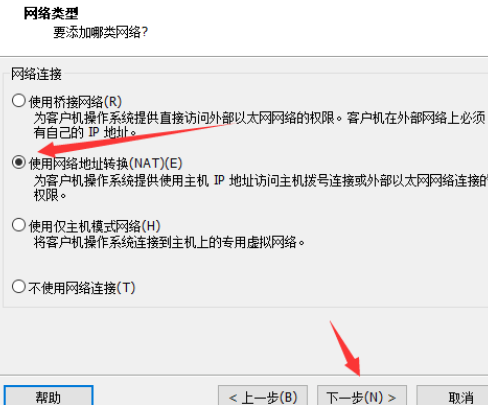 网络类型
要添加哪类网络?
网络连接
使用桥接网络(R)
为客户机操作系统提供直接访问外部以太网网络的权限。客户机在外部网络上必须
有自己的 IP 地址。
使用网络地址转换(NAT)(E)
为客户机操作系统提供使用主机 IP 地址访问主机拨号连接或外部以太网网络连接的
权限。
使用仅主机模式网络(H)
将客户机操作系统连接到主机上的专用虚拟网络。
不使用网络连接(T)
帮助
< 上一步(B)
下一步(N) >
取消